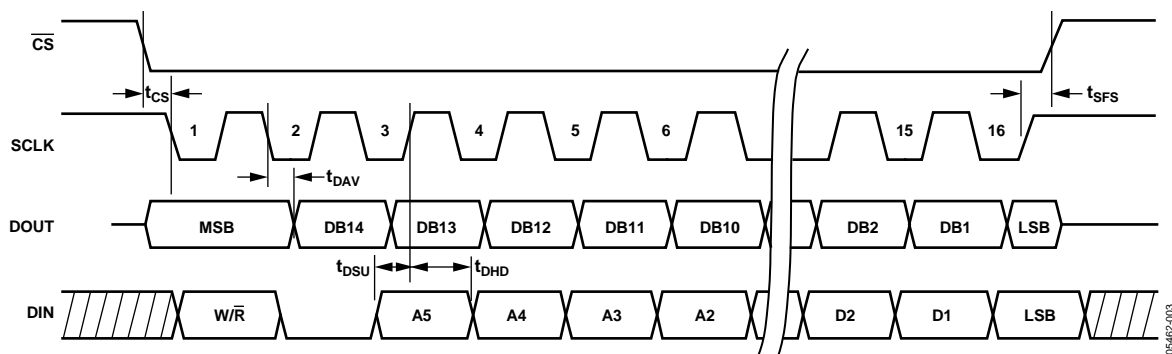 CS
tCS
tSFS
SCLK
1 2 3 4 5 6 15 16
tDAV
DOUT
MSB DB14 DB13 DB12 DB11 DB10 DB2 DB1 LSB
tDSU tDHD
DIN
W/R A5 A4 A3 A2 D2 D1 LSB
05462-003